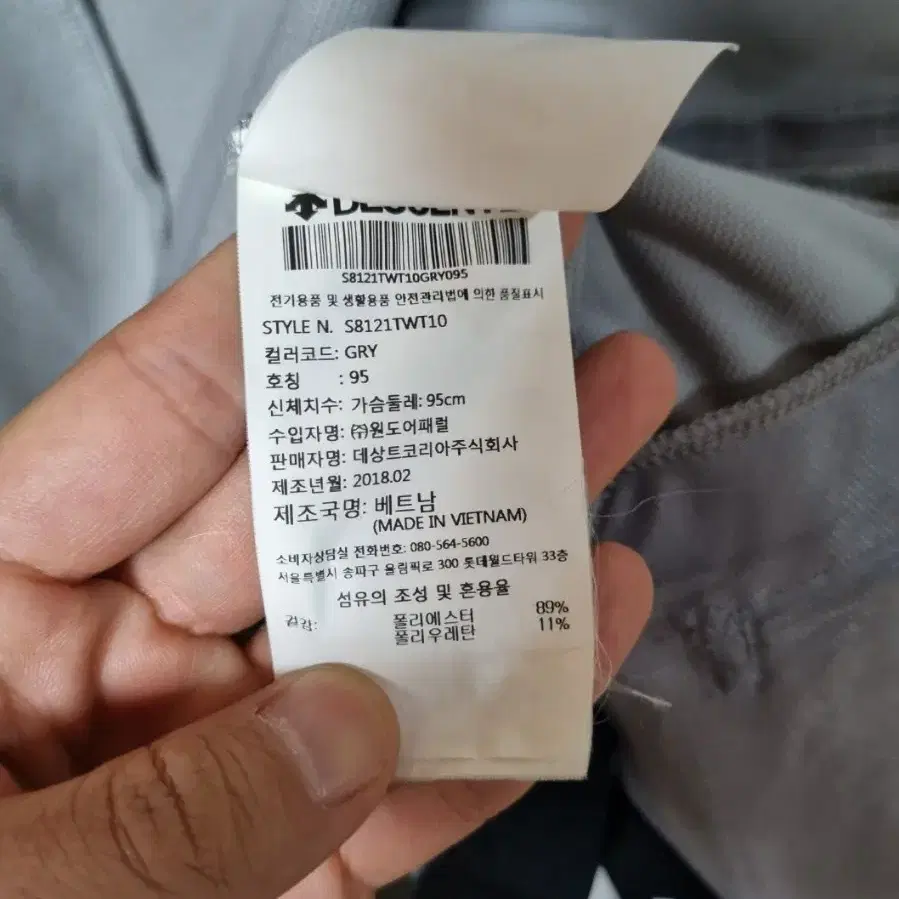 DESCENTE
S8121TWT10GRY095
전기용품 및 생활용품 안전관리법에 의한 품질표시
STYLE N. S8121TWT10
컬러코드: GRY
호칭 : 95
신체치수: 가슴둘레: 95cm
수입자명: ㈜원도어패럴
판매자명: 데상트코리아주식회사
제조년월: 2018.02
제조국명: 베트남
(MADE IN VIETNAM)
소비자상담실 전화번호: 080-564-5600
서울특별시 송파구 올림픽로 300 롯데월드타워 33층
섬유의 조성 및 혼용율
겉감: 폴리에스터 89%
폴리우레탄 11%